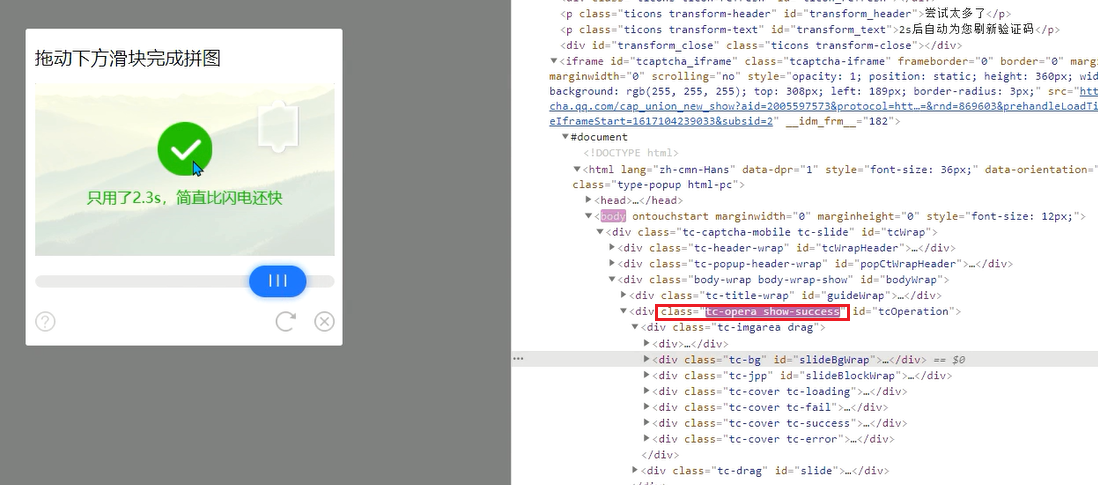 拖动下方滑块完成拼图
只用了2.3s，简直比闪电还快
<p class="ticons transform-header" id="transform_header">尝试太多了</p>
<p class="ticons transform-text" id="transform_text">2s后自动为您刷新验证码</p>
<div id="transform_close" class="ticons transform-close"></div>
▼<iframe id="tcaptcha_iframe" class="tcaptcha-iframe" frameborder="0" border="0" marg
marginwidth="0" scrolling="no" style="opacity: 1; position: static; height: 360px; wid
background: rgb(255, 255, 255); top: 308px; left: 189px; border-radius: 3px;" src="htt
cha.qq.com/cap_union_new_show?aid=2005597573&protocol=htt…=&rnd=869603&prehandleLoadTi
eIframeStart=1617104239033&subsid=2" __idm_frm__="182">
▼#document
<!DOCTYPE html>
▼<html lang="zh-cmn-Hans" data-dpr="1" style="font-size: 36px;" data-orientation=
class="type-popup html-pc">
▶<head>…</head>
▼<body ontouchstart marginwidth="0" marginheight="0" style="font-size: 12px;">
▼<div class="tc-captcha-mobile tc-slide" id="tcWrap">
▶<div class="tc-header-wrap" id="tcWrapHeader">…</div>
▶<div class="tc-popup-header-wrap" id="popCtWrapHeader">…</div>
▼<div class="body-wrap body-wrap-show" id="bodyWrap">
▶<div class="tc-title-wrap" id="guideWrap">…</div>
▼<div class="tc-opera show-success" id="tcOperation">
▼<div class="tc-imgarea drag">
▶<div>…</div>
… ▶<div class="tc-bg" id="slideBgWrap">…</div> == $0
▶<div class="tc-jpp" id="slideBlockWrap">…</div>
▶<div class="tc-cover tc-loading">…</div>
▶<div class="tc-cover tc-fail">…</div>
▶<div class="tc-cover tc-success">…</div>
▶<div class="tc-cover tc-error">…</div>
</div>
▶<div class="tc-drag" id="slide">…</div>